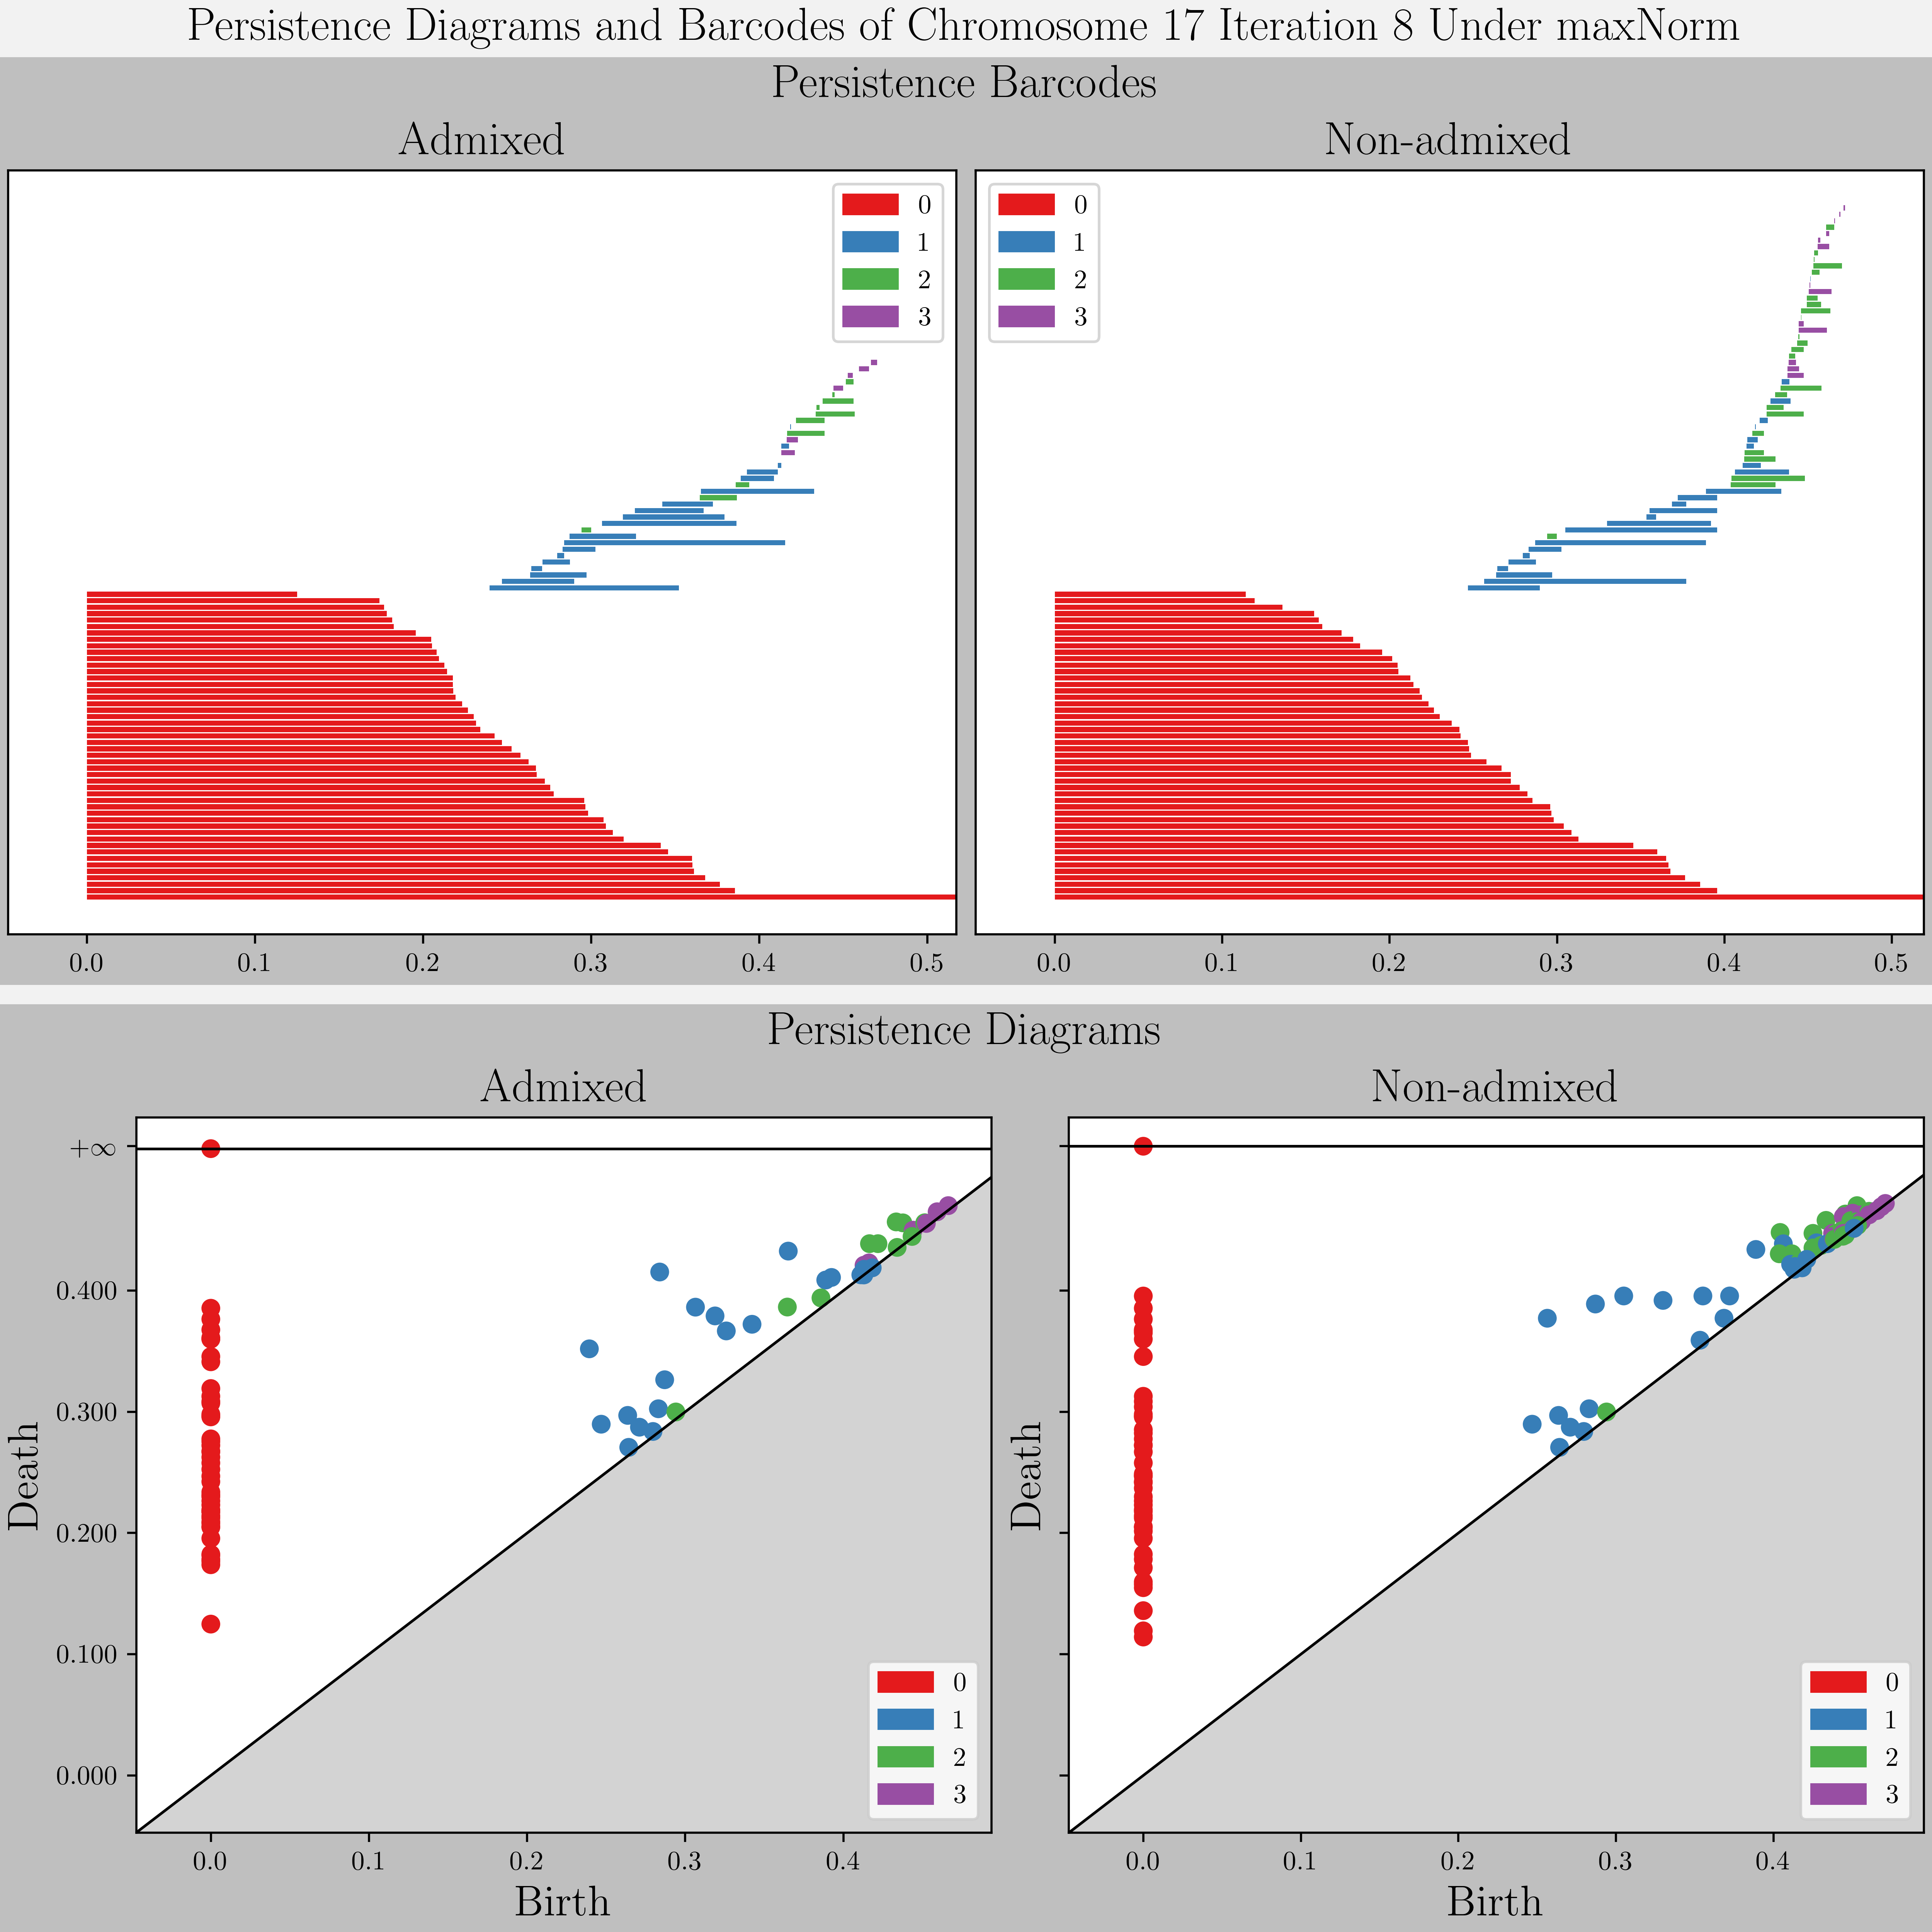 Persistence Diagrams and Barcodes of Chromosome 17 Iteration 8 Under maxNorm
Persistence Barcodes
Admixed
Non-admixed
0
1
2
3
0
1
2
3
0.0 0.1 0.2 0.3 0.4 0.5
0.0 0.1 0.2 0.3 0.4 0.5
Persistence Diagrams
Admixed
Non-admixed
+∞
0.400
0.300
0.200
0.100
0.000
Death
0
1
2
3
0.0 0.1 0.2 0.3 0.4
Birth
Death
0
1
2
3
0.0 0.1 0.2 0.3 0.4
Birth